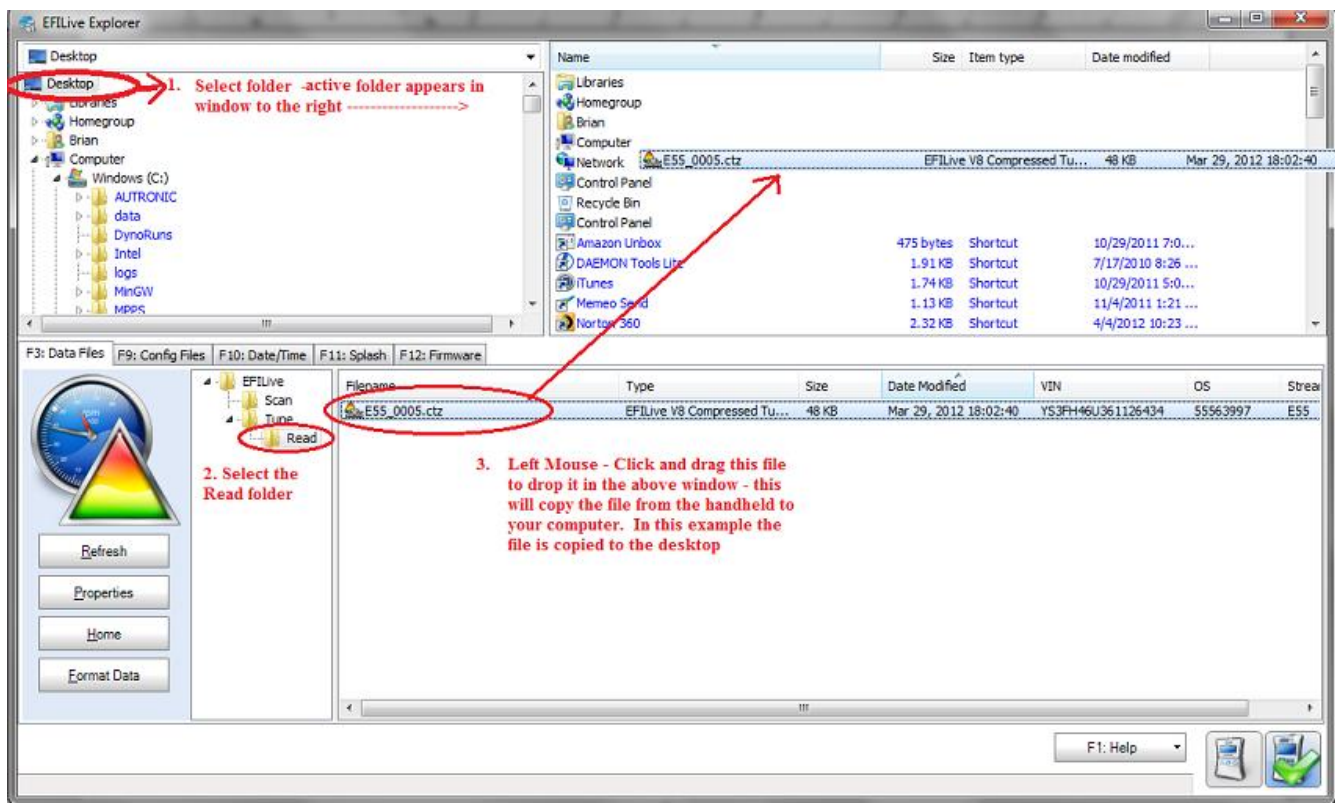 EFILive Explorer
Desktop
Desktop
1. Select folder -active folder appears in
window to the right ------------------->
Libraries
Homegroup
Brian
Computer
Windows (C:)
AUTRONIC
data
DynoRuns
Intel
logs
MinGW
MPPS
Name Size Item type Date modified
Libraries
Homegroup
Brian
Computer
Network E55_0005.ctz EFILive V8 Compressed Tu... 48 KB Mar 29, 2012 18:02:40
Control Panel
Recycle Bin
Control Panel
Amazon Unbox 475 bytes Shortcut 10/29/2011 7:0...
DAEMON Tools Lite 1.91 KB Shortcut 7/17/2010 8:26 ...
iTunes 1.74 KB Shortcut 10/29/2011 5:0...
Memeo Send 1.13 KB Shortcut 11/4/2011 1:21 ...
Norton 360 2.32 KB Shortcut 4/4/2012 10:23 ...
F3: Data Files F9: Config Files F10: Date/Time F11: Splash F12: Firmware
EFILive
Scan
Tune
Read
2. Select the
Read folder
Filename Type Size Date Modified VIN OS Strea
E55_0005.ctz EFILive V8 Compressed Tu... 48 KB Mar 29, 2012 18:02:40 YS3FH46U361126434 55563997 E55
3. Left Mouse - Click and drag this file
to drop it in the above window - this
will copy the file from the handheld to
your computer. In this example the
file is copied to the desktop
Refresh
Properties
Home
Format Data
F1: Help